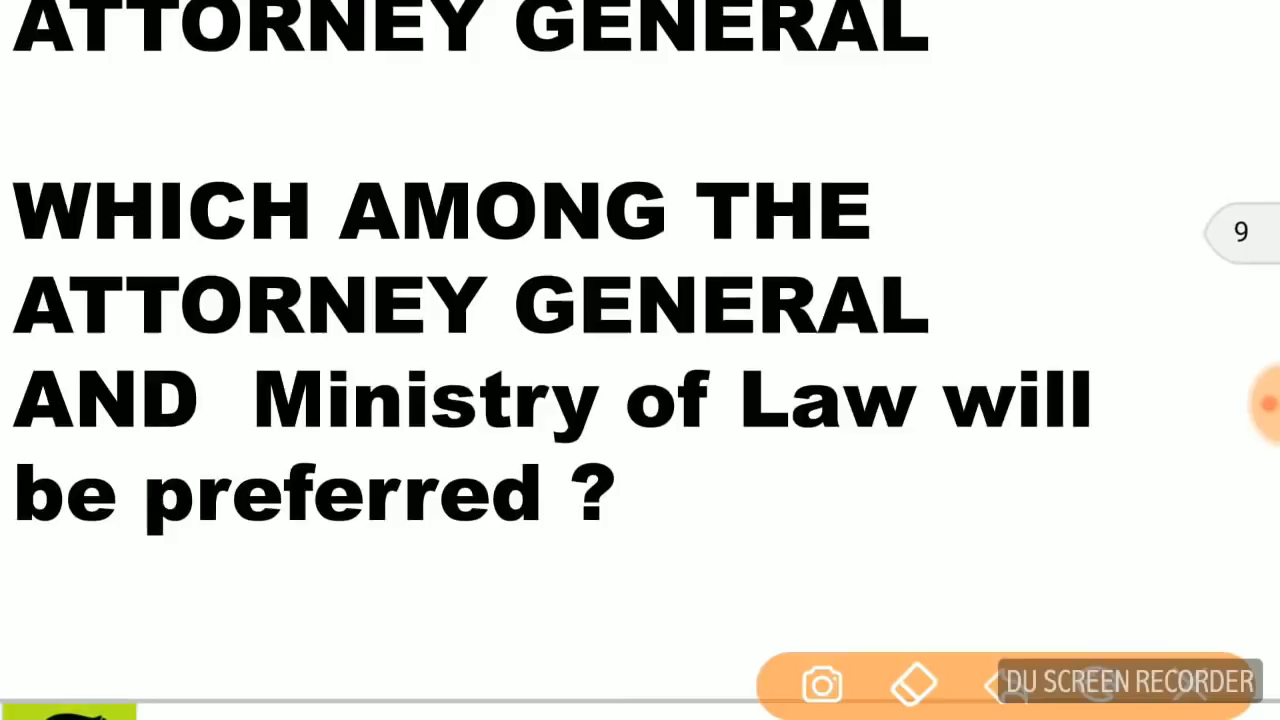 ATTORNEY GENERAL
WHICH AMONG THE
ATTORNEY GENERAL
AND Ministry of Law will
be preferred ?
9
DU SCREEN RECORDER